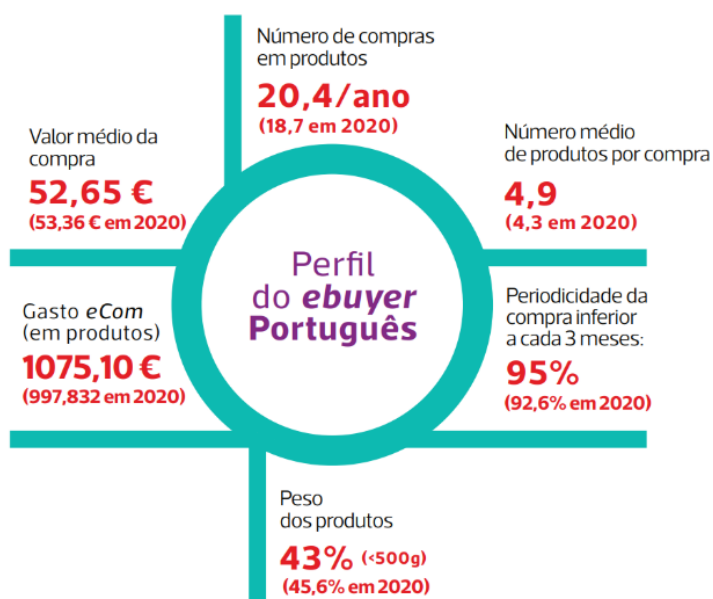 Número de compras
em produtos
20,4/ano
(18,7 em 2020)
Valor médio da
compra
52,65 €
(53,36 € em 2020)
Número médio
de produtos por compra
4,9
(4,3 em 2020)
Perfil
do ebuyer
Português
Gasto eCom
(em produtos)
1075,10 €
(997,832 em 2020)
Periodicidade da
compra inferior
a cada 3 meses:
95%
(92,6% em 2020)
Peso
dos produtos
43% (<500g)
(45,6% em 2020)